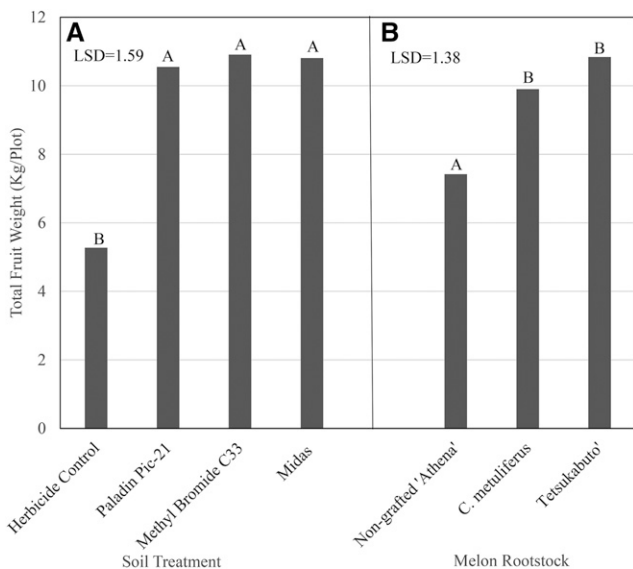 A
B
LSD=1.59
LSD=1.38
A
A
A
B
A
B
B
Total Fruit Weight (Kg/Plot)
12
10
8
6
4
2
0
Herbicide Control
Paladin Pic-21
Methyl Bromide C33
Midas
Non-grafted 'Athena'
C. metuliferus
Tetsukabuto'
Soil Treatment
Melon Rootstock